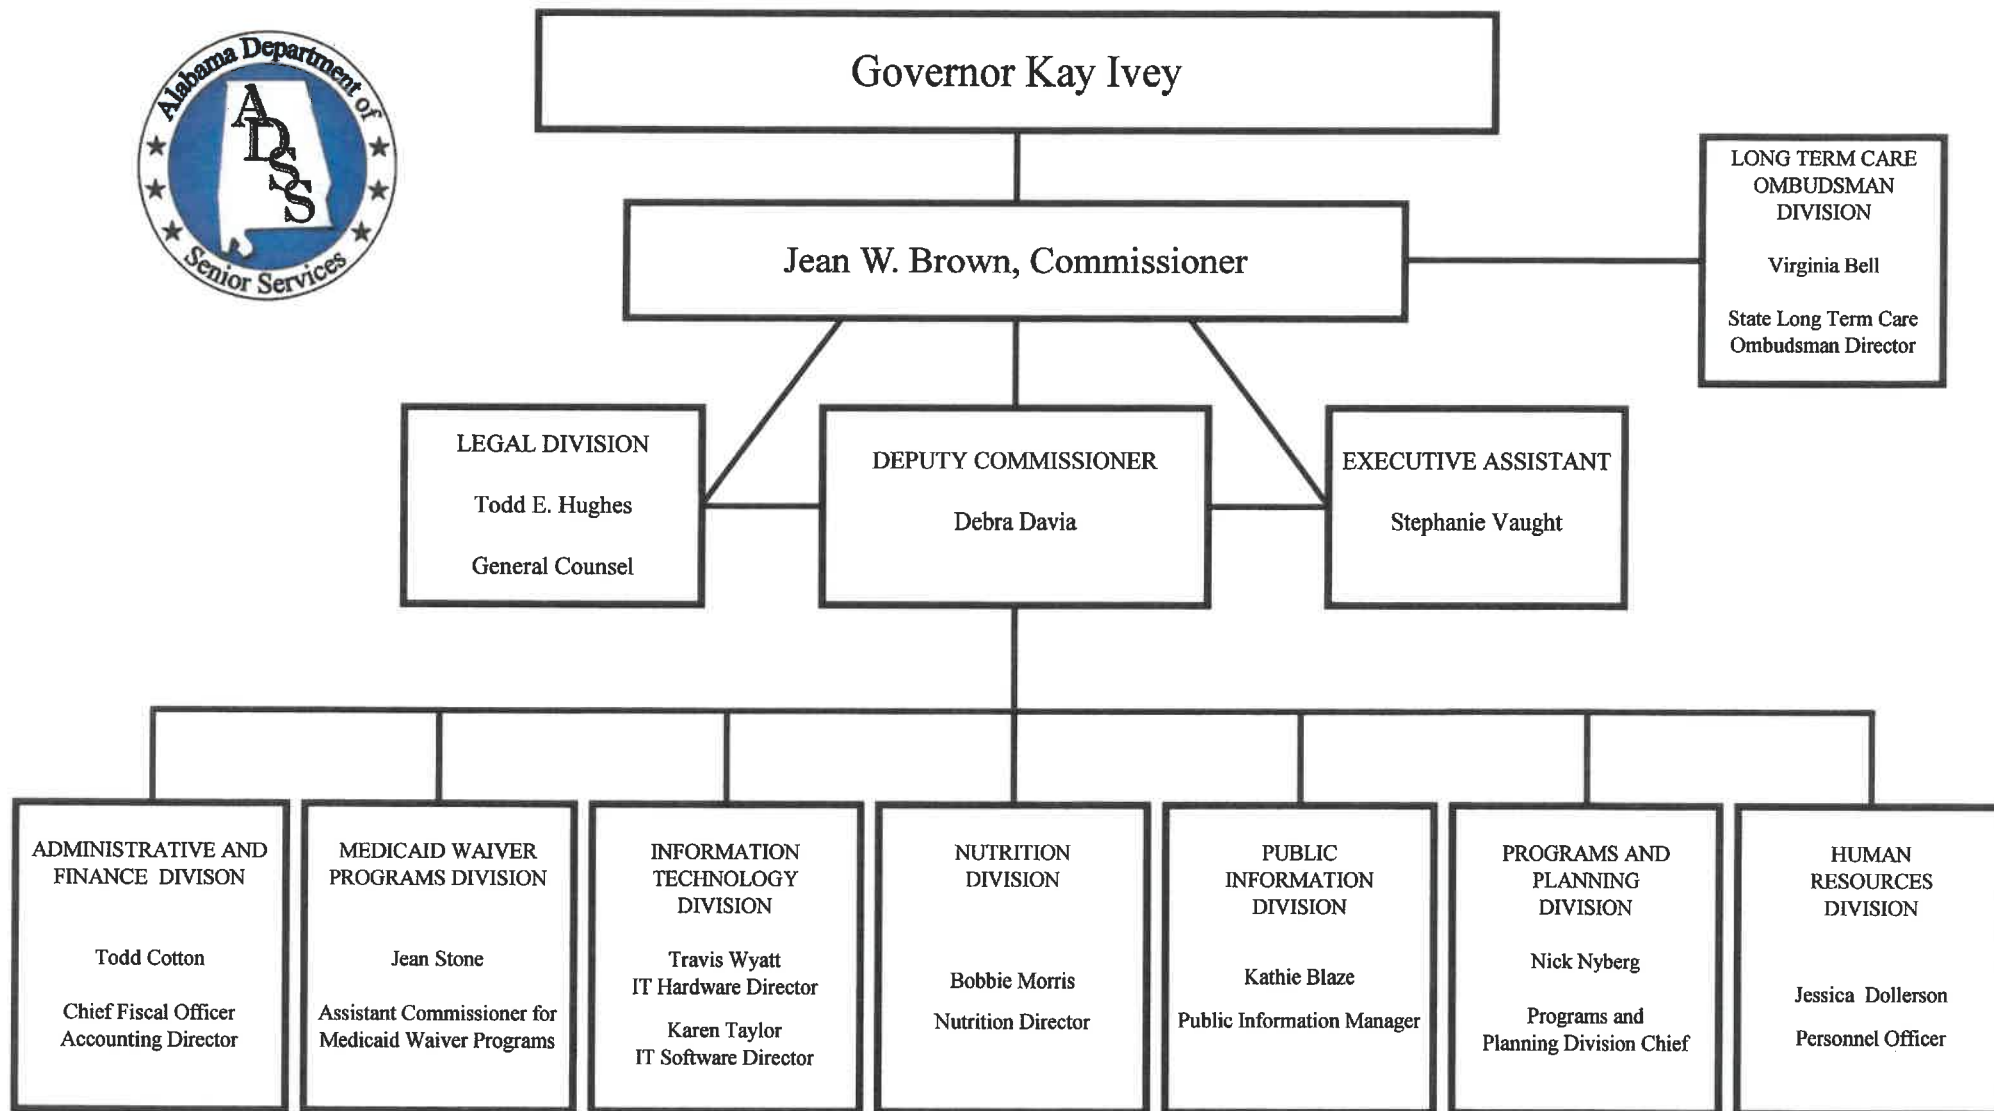 Alabama Department of
Senior Services
ADSS
Governor Kay Ivey
Jean W. Brown, Commissioner
LONG TERM CARE
OMBUDSMAN
DIVISION
Virginia Bell
State Long Term Care
Ombudsman Director
LEGAL DIVISION
Todd E. Hughes
General Counsel
DEPUTY COMMISSIONER
Debra Davia
EXECUTIVE ASSISTANT
Stephanie Vaught
ADMINISTRATIVE AND
FINANCE DIVISON
Todd Cotton
Chief Fiscal Officer
Accounting Director
MEDICAID WAIVER
PROGRAMS DIVISION
Jean Stone
Assistant Commissioner for
Medicaid Waiver Programs
INFORMATION
TECHNOLOGY
DIVISION
Travis Wyatt
IT Hardware Director
Karen Taylor
IT Software Director
NUTRITION
DIVISION
Bobbie Morris
Nutrition Director
PUBLIC
INFORMATION
DIVISION
Kathie Blaze
Public Information Manager
PROGRAMS AND
PLANNING
DIVISION
Nick Nyberg
Programs and
Planning Division Chief
HUMAN
RESOURCES
DIVISION
Jessica Dollerson
Personnel Officer